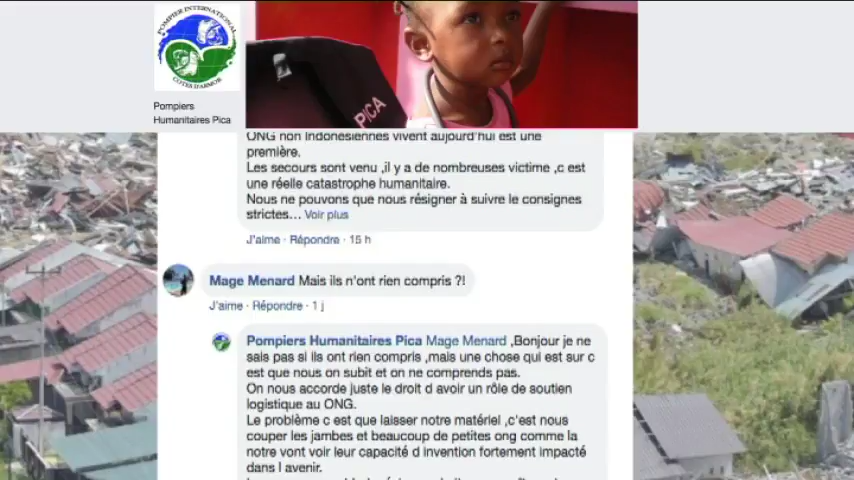 POMPIER INTERNATIONAL
COTES D'ARMOR
PICA
Pompiers
Humanitaires Pica
ONG non Indonésiennes vivent aujourd'hui est une
première.
Les secours sont venu ,il y a de nombreuses victime ,c est
une réelle catastrophe humanitaire.
Nous ne pouvons que nous résigner à suivre le consignes
strictes... Voir plus
J'aime · Répondre · 15 h
Mage Menard Mais ils n'ont rien compris ?!
J'aime · Répondre · 1 j
Pompiers Humanitaires Pica Mage Menard ,Bonjour je ne
sais pas si ils ont rien compris ,mais une chose qui est sur c
est que nous on subit et on ne comprends pas.
On nous accorde juste le droit d avoir un rôle de soutien
logistique au ONG.
Le problème c est que laisser notre matériel ,c'est nous
couper les jambes et beaucoup de petites ong comme la
notre vont voir leur capacité d invention fortement impacté
dans l avenir.